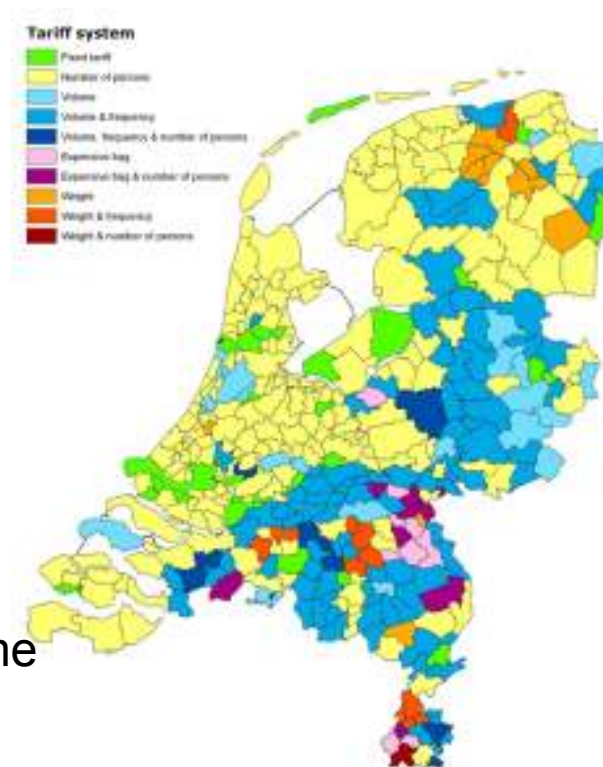 Tariff system
Fixed tariff
Number of persons
Volume
Volume & frequency
Volume, frequency & number of persons
Expensive bag
Expensive bag & number of persons
Weight
Weight & frequency
Weight & number of persons
ne